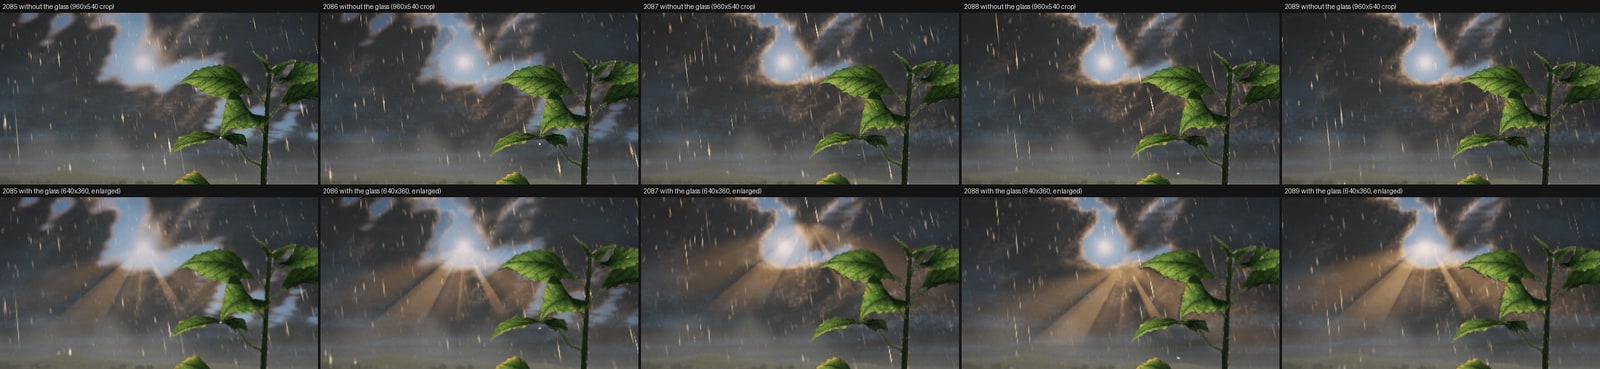 2085 without the glass (960x540 crop)
2086 without the glass (960x540 crop)
2087 without the glass (960x540 crop)
2088 without the glass (960x540 crop)
2089 without the glass (960x540 crop)
2085 with the glass (640x360, enlarged)
2086 with the glass (640x360, enlarged)
2087 with the glass (640x360, enlarged)
2088 with the glass (640x360, enlarged)
2089 with the glass (640x360, enlarged)